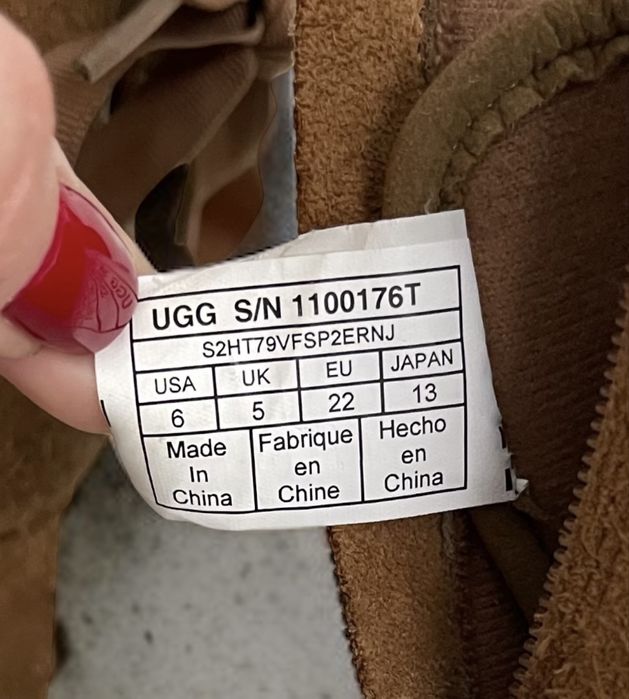 UGG S/N 1100176T
S2HT79VFSP2ERNJ
USA UK EU JAPAN
6 5 22 13
Made In China
Fabrique en Chine
Hecho en China